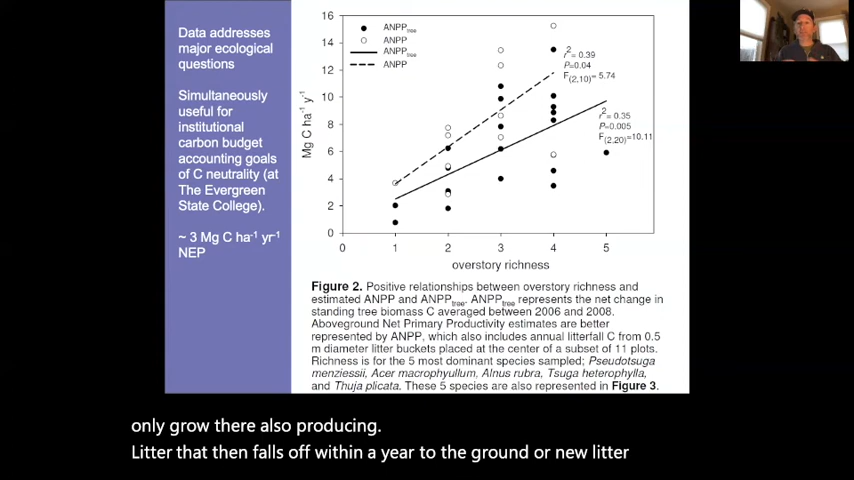 Data addresses
major ecological
questions
Simultaneously
useful for
institutional
carbon budget
accounting goals
of C neutrality (at
The Evergreen
State College).
~ 3 Mg C ha-1 yr-1
NEP
16
14
12
10
8
6
4
2
0
Mg C ha-1 y-1
ANPPtree
ANPP
ANPPtree
ANPP
r2 = 0.39
P=0.04
F(2,10)= 5.74
r2 = 0.35
P=0.005
F(2,20)=10.11
0 1 2 3 4 5
overstory richness
Figure 2. Positive relationships between overstory richness and
estimated ANPP and ANPPtree. ANPPtree represents the net change in
standing tree biomass C averaged between 2006 and 2008.
Aboveground Net Primary Productivity estimates are better
represented by ANPP, which also includes annual litterfall C from 0.5
m diameter litter buckets placed at the center of a subset of 11 plots.
Richness is for the 5 most dominant species sampled; Pseudotsuga
menziessii, Acer macrophyullum, Alnus rubra, Tsuga heterophylla,
and Thuja plicata. These 5 species are also represented in Figure 3.
only grow there also producing.
Litter that then falls off within a year to the ground or new litter